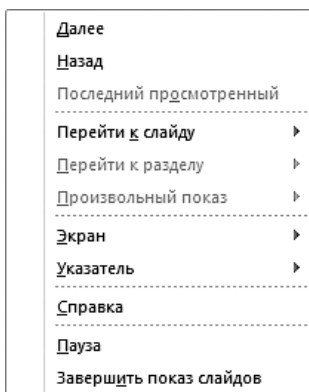 Далее
Назад
Последний просмотренный
Перейти к слайду
Перейти к разделу
Произвольный показ
Экран
Указатель
Справка
Пауза
Завершить показ слайдов